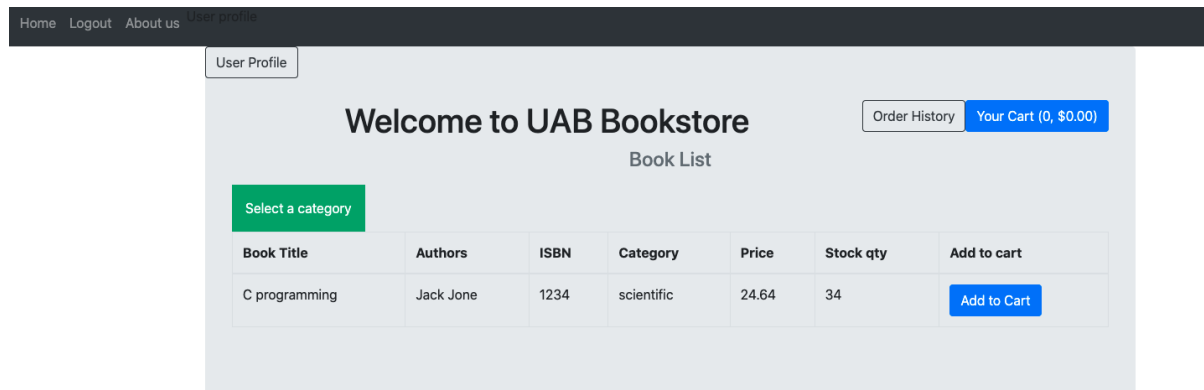 Home Logout About us User profile
User Profile
Welcome to UAB Bookstore
Order History Your Cart (0, $0.00)
Book List
Select a category
Book Title Authors ISBN Category Price Stock qty Add to cart
C programming Jack Jone 1234 scientific 24.64 34 Add to Cart